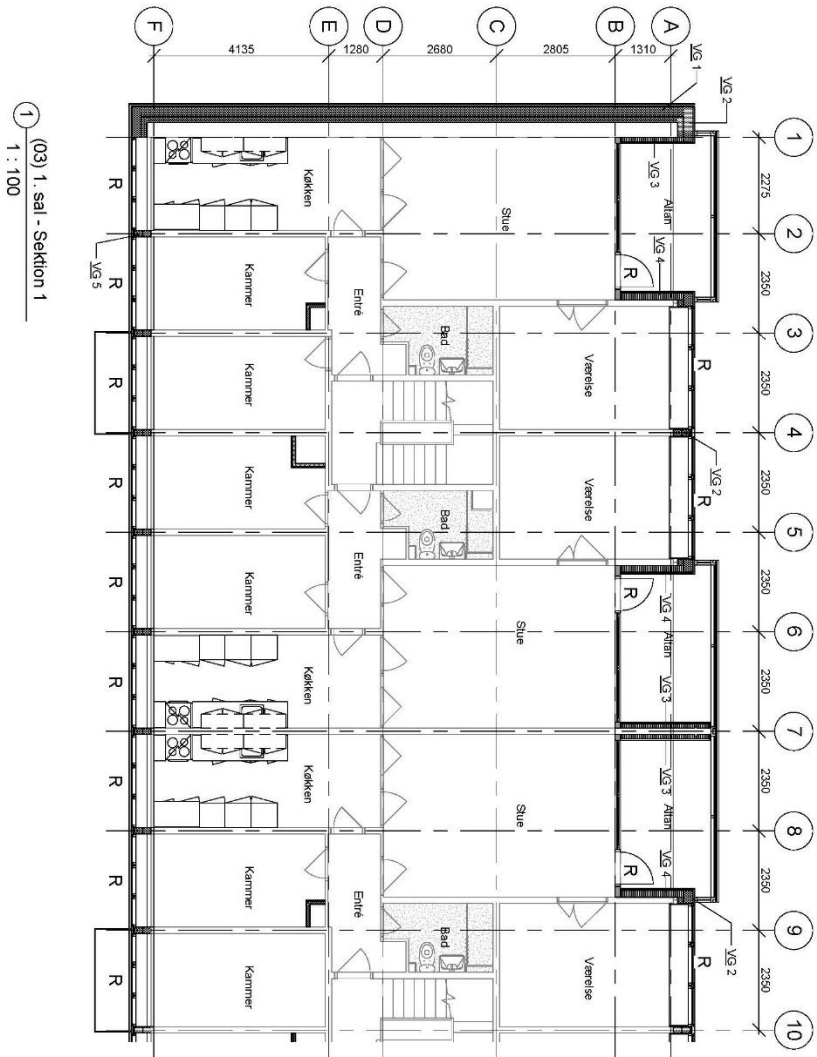 1
2
3
4
5
6
7
8
9
10
2275
2350
2350
2350
2350
2350
2350
2350
2350
VG 2
VG 2
VG 2
VG 1
R
R
R
A
1310
B
2805
C
2680
D
1280
E
4135
F
VG 3
Altan
VG 4
R
VG 4
Altan
VG 3
R
VG 3
Altan
VG 4
R
Værelse
Værelse
Værelse
Stue
Stue
Stue
Bad
Bad
Bad
Entré
Entré
Entré
Køkken
Køkken
Køkken
Kammer
Kammer
Kammer
Kammer
Kammer
Kammer
R
R
R
R
R
R
R
R
R
VG 5
1
(03) 1. sal - Sektion 1
1 : 100